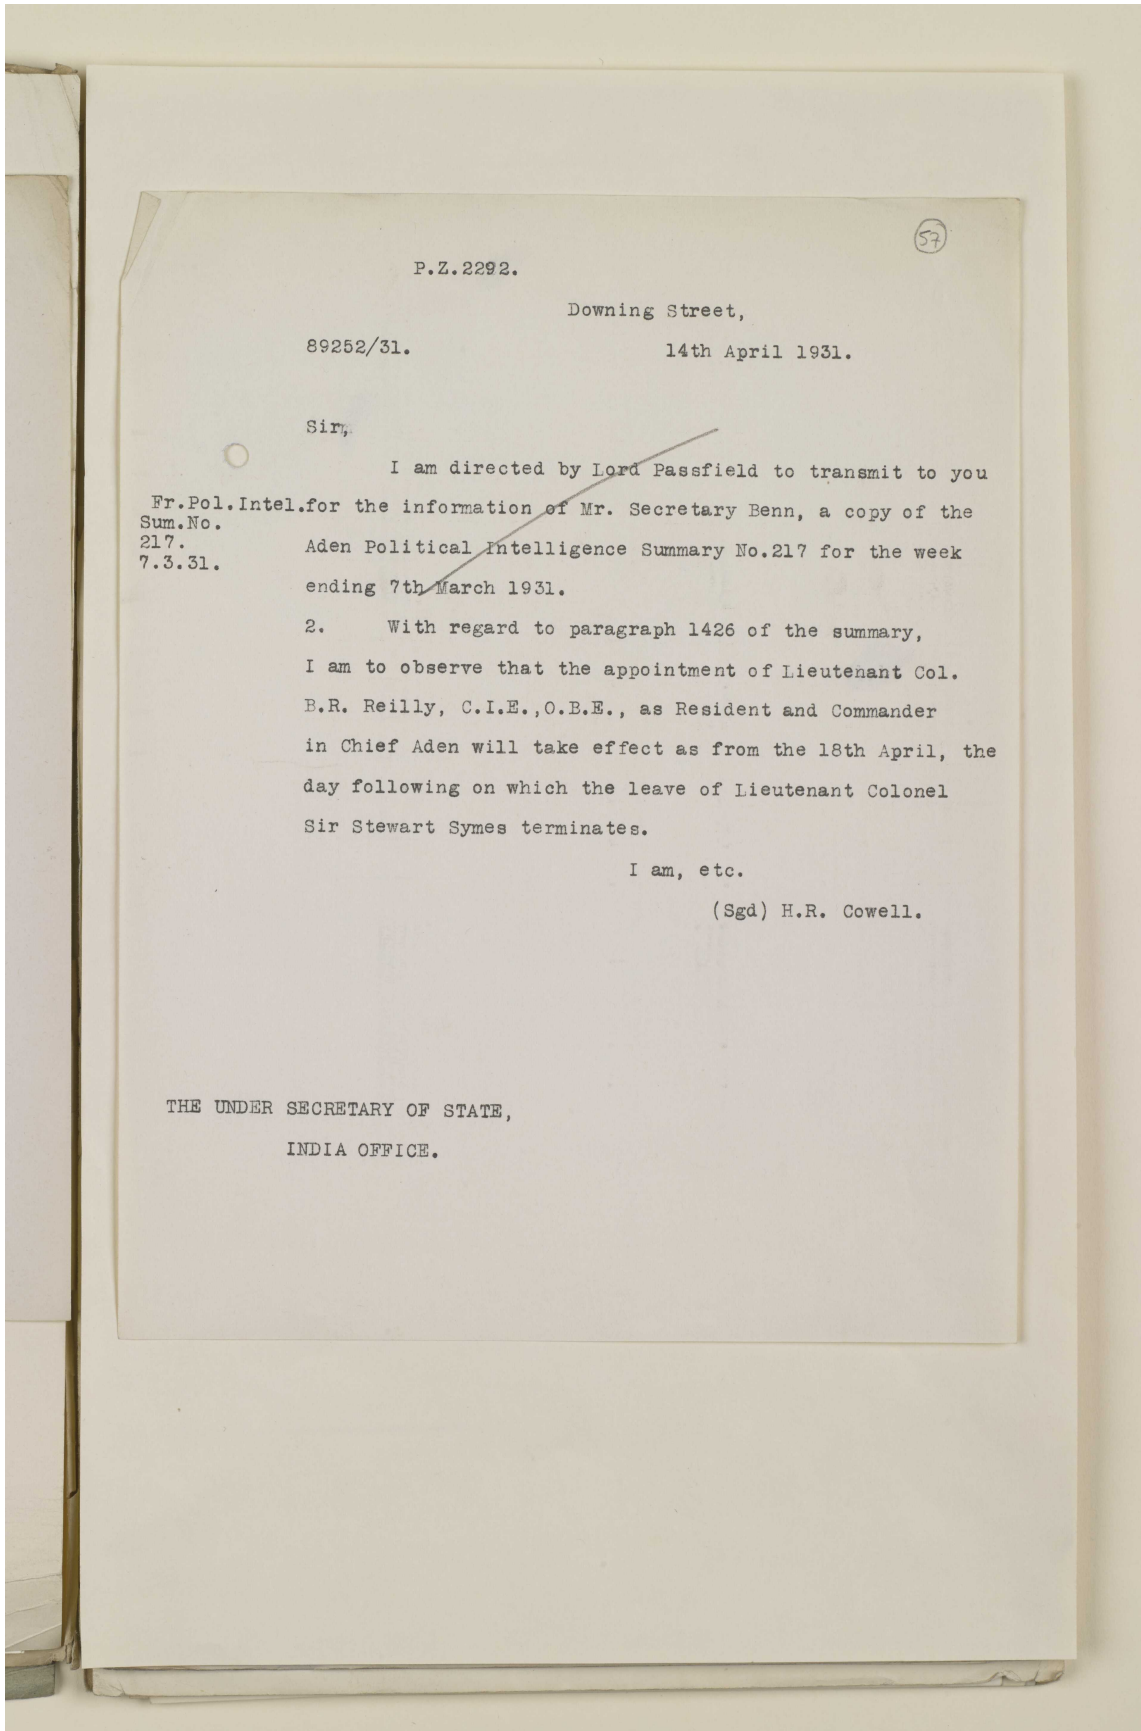 57
P.Z.2292.
Downing Street,
89252/31.
14th April 1931.
Sir,
I am directed by Lord Passfield to transmit to you
Fr.Pol.Intel.
Sum.No.
217.
7.3.31.
for the information of Mr. Secretary Benn, a copy of the
Aden Political Intelligence Summary No.217 for the week
ending 7th March 1931.
2. With regard to paragraph 1426 of the summary,
I am to observe that the appointment of Lieutenant Col.
B.R. Reilly, C.I.E.,O.B.E., as Resident and Commander
in Chief Aden will take effect as from the 18th April, the
day following on which the leave of Lieutenant Colonel
Sir Stewart Symes terminates.
I am, etc.
(Sgd) H.R. Cowell.
THE UNDER SECRETARY OF STATE,
INDIA OFFICE.